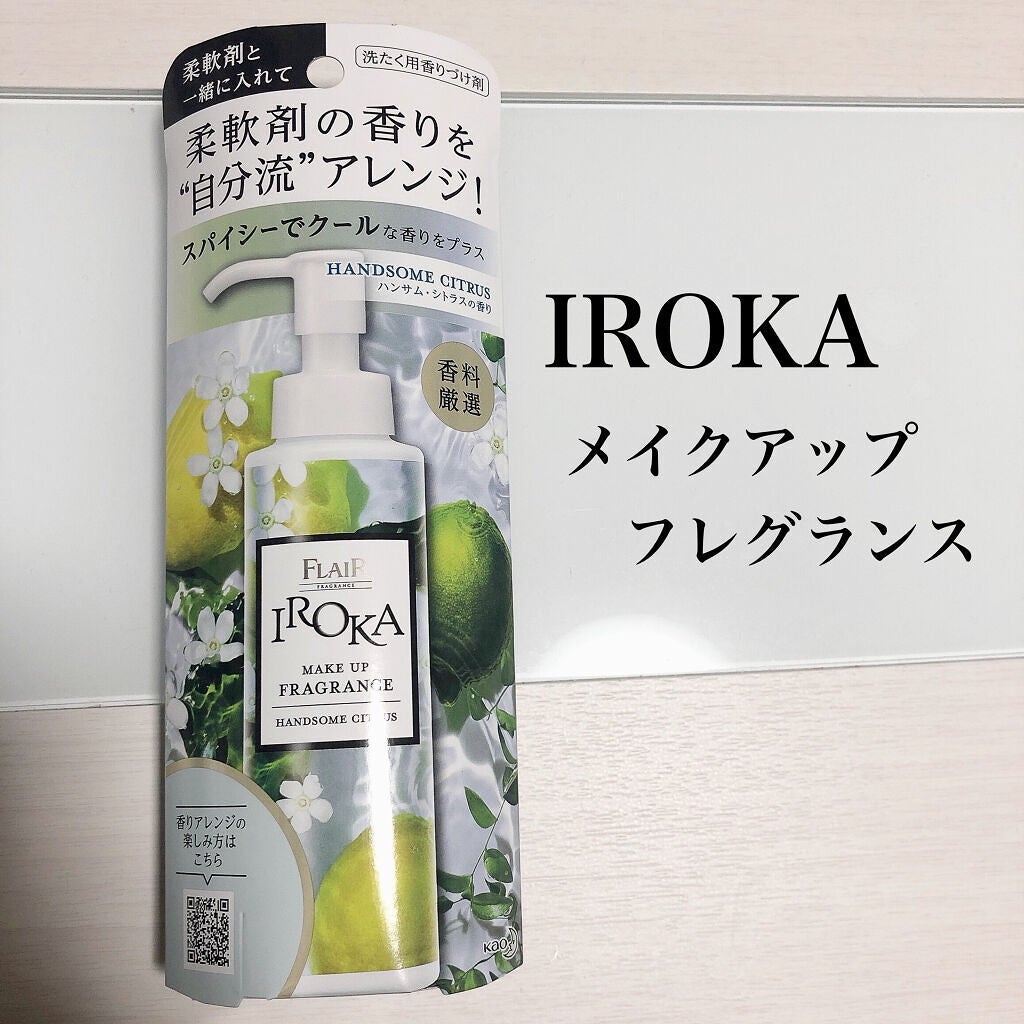 柔軟剤と
一緒に入れて
洗たく用香りづけ剤
柔軟剤の香りを
“自分流”アレンジ!
スパイシーでクールな香りをプラス
HANDSOME CITRUS
ハンサム・シトラスの香り
香料
厳選
FLAIR
FRAGRANCE
IROKA
MAKE UP
FRAGRANCE
HANDSOME CITRUS
香りアレンジの
楽しみ方は
こちら
Kao
IROKA
メイクアップ
フレグランス